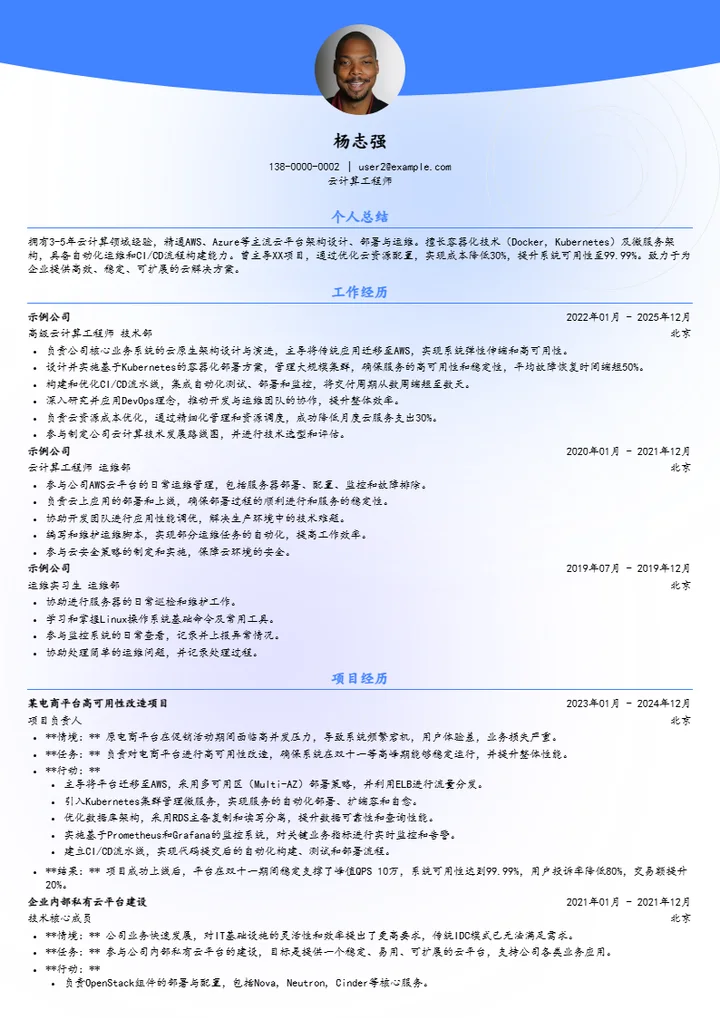 杨志强
138-0000-0002 | user2@example.com
云计算工程师
个人总结
拥有3-5年云计算领域经验，精通AWS、Azure等主流云平台架构设计、部署与运维。擅长容器化技术（Docker, Kubernetes）及微服务架
构，具备自动化运维和CI/CD流程构建能力。曾主导XX项目，通过优化云资源配置，实现成本降低30%，提升系统可用性至99.99%。致力于为
企业提供高效、稳定、可扩展的云解决方案。
工作经历
示例公司 2022年01月 - 2025年12月
高级云计算工程师 技术部 北京
• 负责公司核心业务系统的云原生架构设计与演进，主导将传统应用迁移至AWS，实现系统弹性伸缩和高可用性。
• 设计并实施基于Kubernetes的容器化部署方案，管理大规模集群，确保服务的高可用性和稳定性，平均故障恢复时间缩短50%。
• 构建和优化CI/CD流水线，集成自动化测试、部署和监控，将交付周期从数周缩短至数天。
• 深入研究并应用DevOps理念，推动开发与运维团队的协作，提升整体效率。
• 负责云资源成本优化，通过精细化管理和资源调度，成功降低月度云服务支出30%。
• 参与制定公司云计算技术发展路线图，并进行技术选型和评估。
示例公司 2020年01月 - 2021年12月
云计算工程师 运维部 北京
• 参与公司AWS云平台的日常运维管理，包括服务器部署、配置、监控和故障排除。
• 负责云上应用的部署和上线，确保部署过程的顺利进行和服务的稳定性。
• 协助开发团队进行应用性能调优，解决生产环境中的技术难题。
• 编写和维护运维脚本，实现部分运维任务的自动化，提高工作效率。
• 参与云安全策略的制定和实施，保障云环境的安全。
示例公司 2019年07月 - 2019年12月
运维实习生 运维部 北京
• 协助进行服务器的日常巡检和维护工作。
• 学习和掌握Linux操作系统基础命令及常用工具。
• 参与监控系统的日常查看，记录并上报异常情况。
• 协助处理简单的运维问题，并记录处理过程。
项目经历
某电商平台高可用性改造项目 2023年01月 - 2024年12月
项目负责人 北京
• **情境：** 原电商平台在促销活动期间面临高并发压力，导致系统频繁宕机，用户体验差，业务损失严重。
• **任务：** 负责对电商平台进行高可用性改造，确保系统在双十一等高峰期能够稳定运行，并提升整体性能。
• **行动：**
• 主导将平台迁移至AWS，采用多可用区（Multi-AZ）部署策略，并利用ELB进行流量分发。
• 引入Kubernetes集群管理微服务，实现服务的自动化部署、扩缩容和自愈。
• 优化数据库架构，采用RDS主备复制和读写分离，提升数据可靠性和查询性能。
• 实施基于Prometheus和Grafana的监控系统，对关键业务指标进行实时监控和告警。
• 建立CI/CD流水线，实现代码提交后的自动化构建、测试和部署流程。
• **结果：** 项目成功上线后，平台在双十一期间稳定支撑了峰值QPS 10万，系统可用性达到99.99%，用户投诉率降低80%，交易额提升
20%。
企业内部私有云平台建设 2021年01月 - 2021年12月
技术核心成员 北京
• **情境：** 公司业务快速发展，对IT基础设施的灵活性和效率提出了更高要求，传统IDC模式已无法满足需求。
• **任务：** 参与公司内部私有云平台的建设，目标是提供一个稳定、易用、可扩展的云平台，支持公司各类业务应用。
• **行动：**
• 负责OpenStack组件的部署与配置，包括Nova, Neutron, Cinder等核心服务。